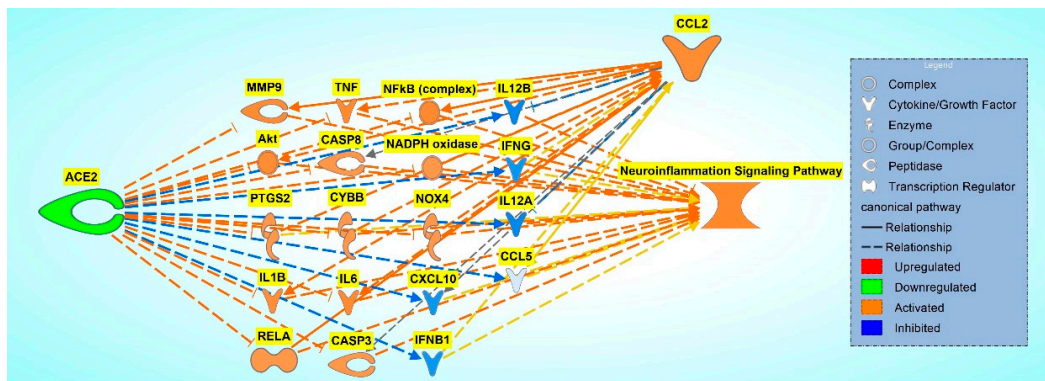 CCL2
MMP9
TNF
NFkB (complex)
IL12B
Akt
CASP8
NADPH oxidase
IFNG
ACE2
Neuroinflammation Signaling Pathway
PTGS2
CYBB
NOX4
IL12A
CCL5
IL1B
IL6
CXCL10
RELA
CASP3
IFNB1
Legend
Complex
Cytokine/Growth Factor
Enzyme
Group/Complex
Peptidase
Transcription Regulator
canonical pathway
Relationship
Relationship
Upregulated
Downregulated
Activated
Inhibited